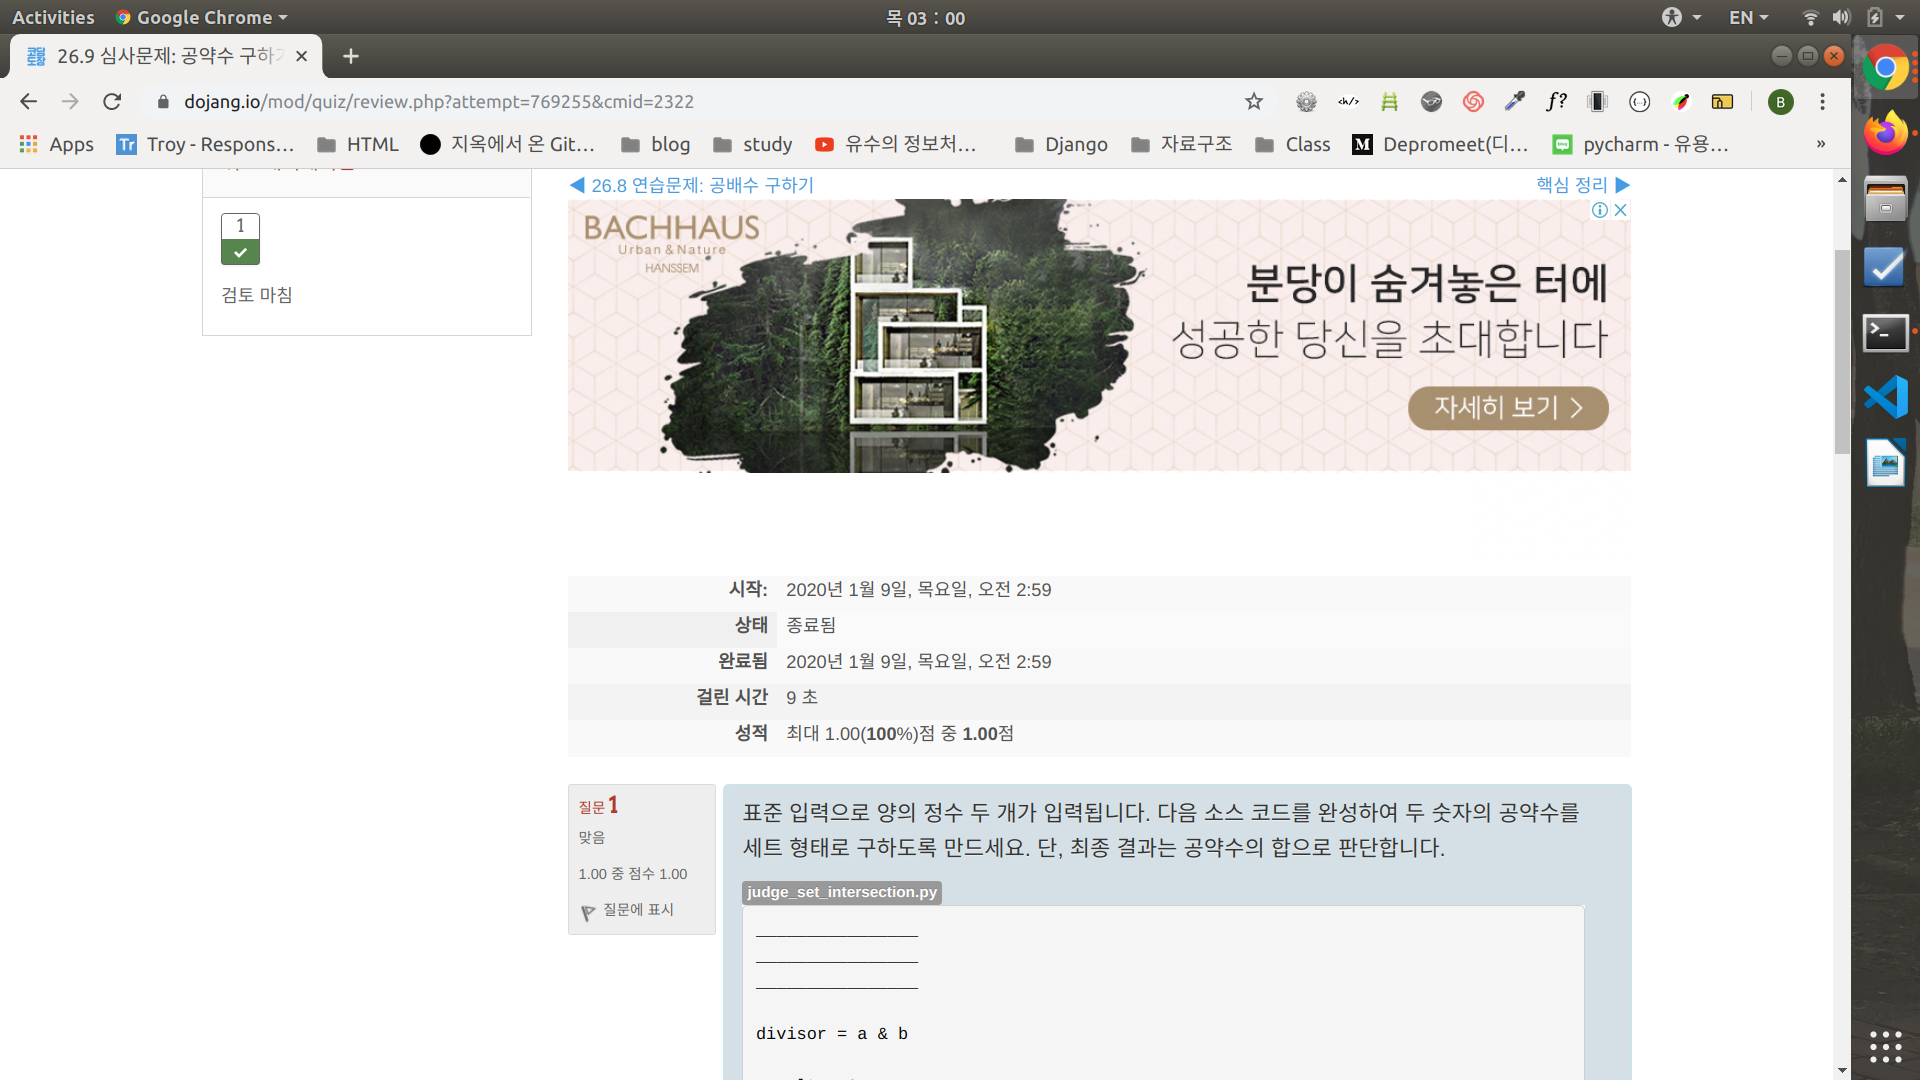 Activities
Google Chrome
목 03 : 00
EN
26.9 심사문제: 공약수 구하기
dojang.io/mod/quiz/review.php?attempt=769255&cmid=2322
B
Apps
Troy - Respons...
HTML
지옥에서 온 Git...
blog
study
유수의 정보처...
Django
자료구조
Class
Depromeet(디...
pycharm - 유용...
»
1
검토 마침
◀ 26.8 연습문제: 공배수 구하기
핵심 정리 ▶
BACHHAUS
Urban & Nature
HANSSEM
분당이 숨겨놓은 터에
성공한 당신을 초대합니다
자세히 보기 >
시작: 2020년 1월 9일, 목요일, 오전 2:59
상태 종료됨
완료됨 2020년 1월 9일, 목요일, 오전 2:59
걸린 시간 9 초
성적 최대 1.00(100%)점 중 1.00점
질문 1
맞음
1.00 중 점수 1.00
질문에 표시
표준 입력으로 양의 정수 두 개가 입력됩니다. 다음 소스 코드를 완성하여 두 숫자의 공약수를
세트 형태로 구하도록 만드세요. 단, 최종 결과는 공약수의 합으로 판단합니다.
judge_set_intersection.py
________________
________________
________________
divisor = a & b